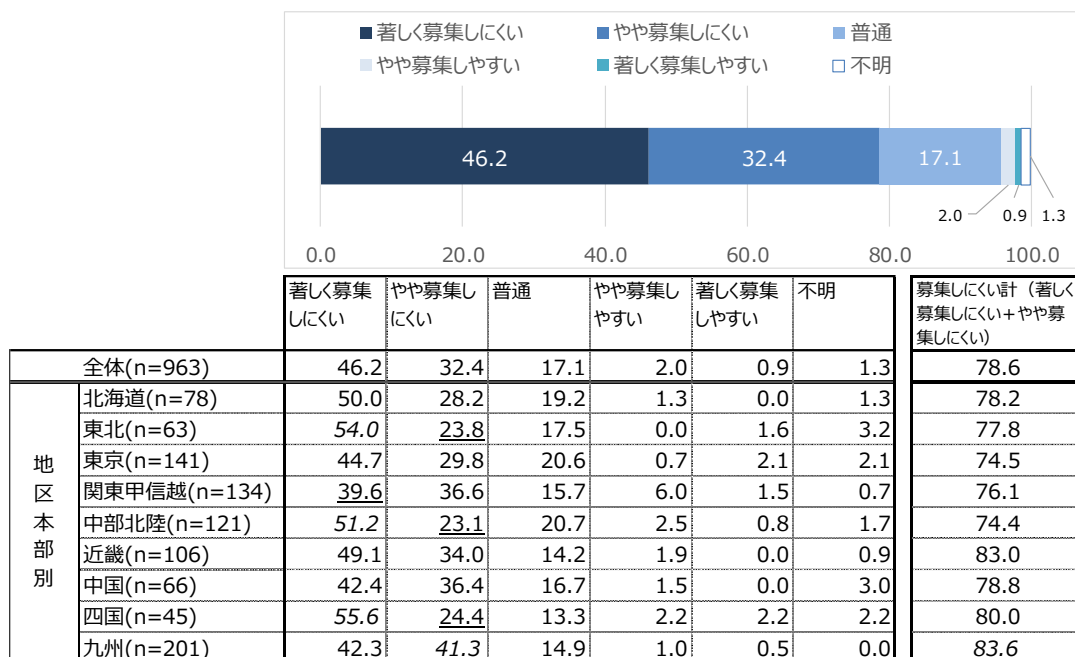 著しく募集しにくい やや募集しにくい 普通
やや募集しやすい 著しく募集しやすい 不明
46.2 32.4 17.1
2.0 0.9 1.3
0.0 20.0 40.0 60.0 80.0 100.0
著しく募集しにくい やや募集しにくい 普通 やや募集しやすい 著しく募集しやすい 不明 募集しにくい計（著しく募集しにくい+やや募集しにくい）
全体(n=963) 46.2 32.4 17.1 2.0 0.9 1.3 78.6
地区本部別
北海道(n=78) 50.0 28.2 19.2 1.3 0.0 1.3 78.2
東北(n=63) 54.0 23.8 17.5 0.0 1.6 3.2 77.8
東京(n=141) 44.7 29.8 20.6 0.7 2.1 2.1 74.5
関東甲信越(n=134) 39.6 36.6 15.7 6.0 1.5 0.7 76.1
中部北陸(n=121) 51.2 23.1 20.7 2.5 0.8 1.7 74.4
近畿(n=106) 49.1 34.0 14.2 1.9 0.0 0.9 83.0
中国(n=66) 42.4 36.4 16.7 1.5 0.0 3.0 78.8
四国(n=45) 55.6 24.4 13.3 2.2 2.2 2.2 80.0
九州(n=201) 42.3 41.3 14.9 1.0 0.5 0.0 83.6